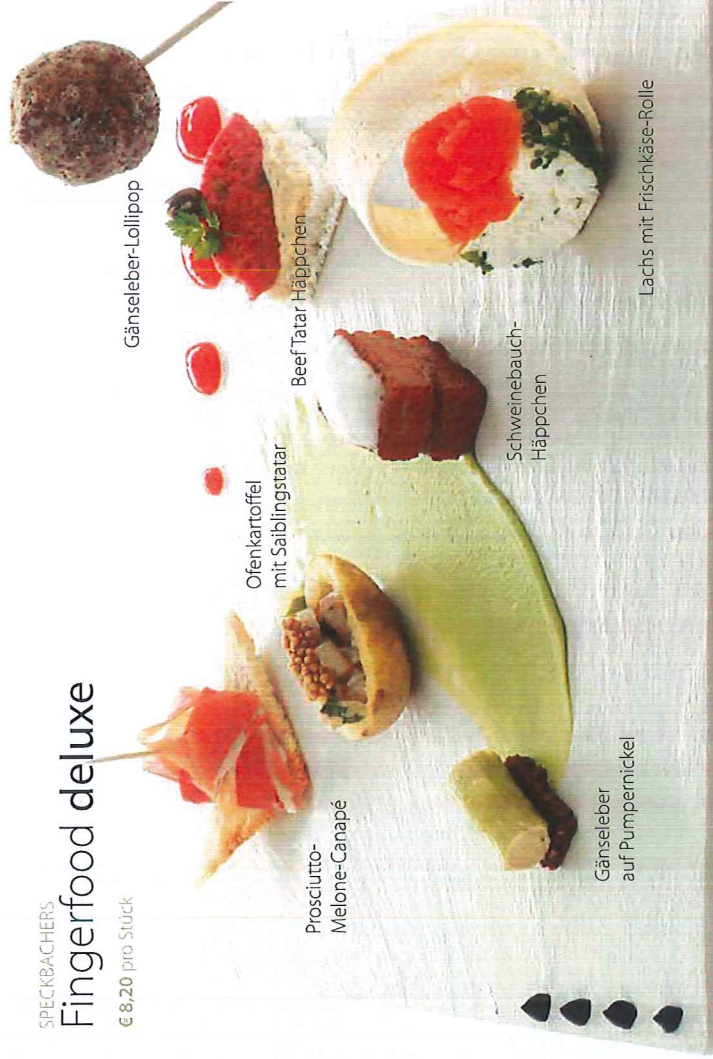 SPECKBACHERS
Fingerfood deluxe
€ 8,20 pro Stück
Gänseleber-Lollipop
Beef Tatar Häppchen
Ofenkartoffel
mit Saiblingstatar
Prosciutto-
Melone-Canapé
Lachs mit Frischkäse-Rolle
Schweinebauch-
Häppchen
Gänseleber
auf Pumpernickel